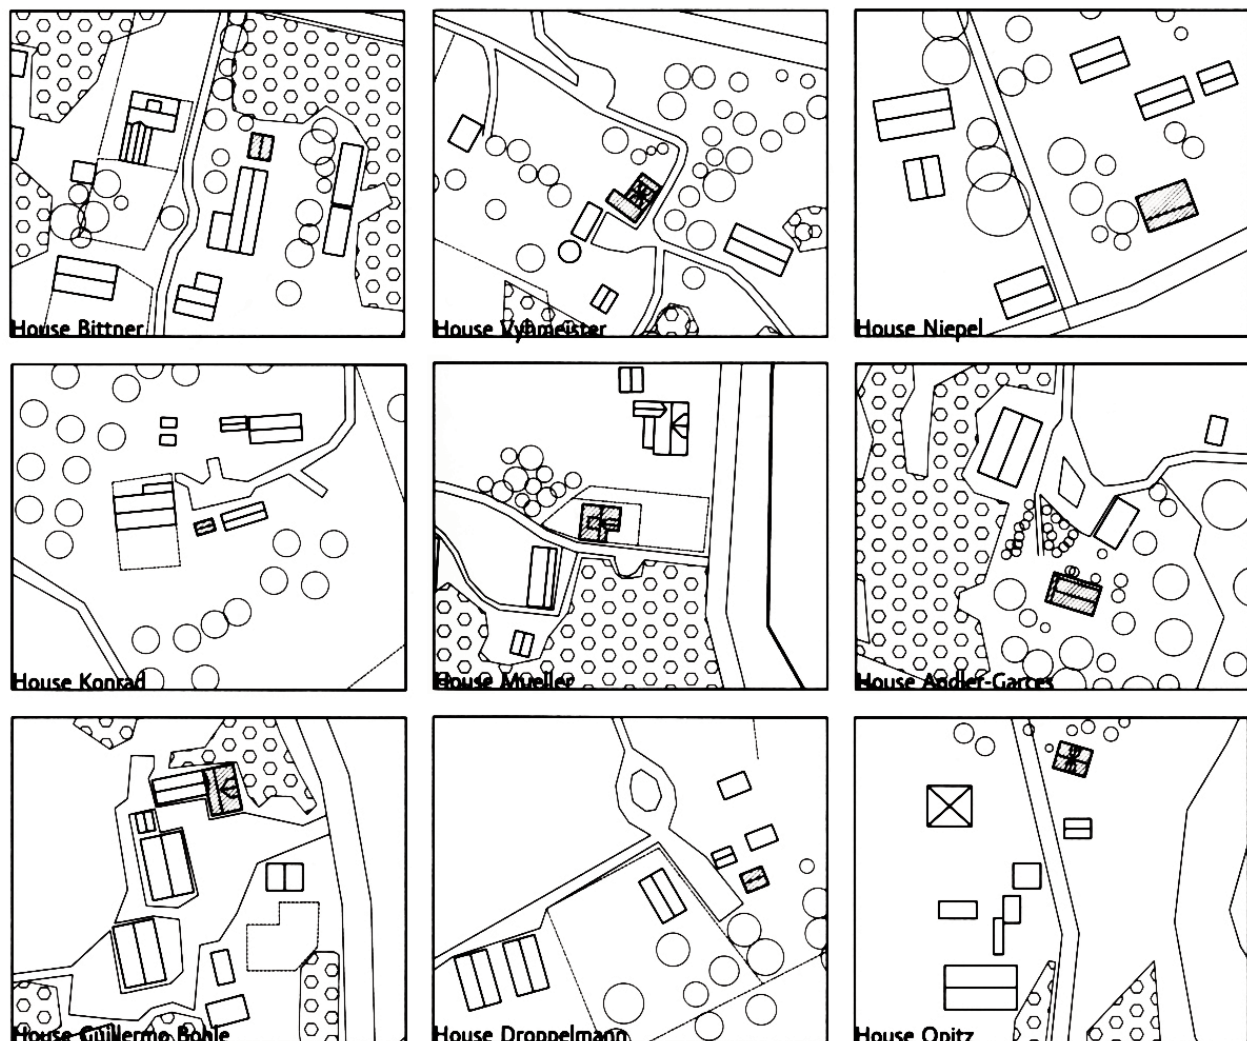 House Bittner
House Vyhmeister
House Niepel
House Konrad
House Mueller
House Andler-Garces
House Guillermo Bohle
House Droppelmann
House Opitz